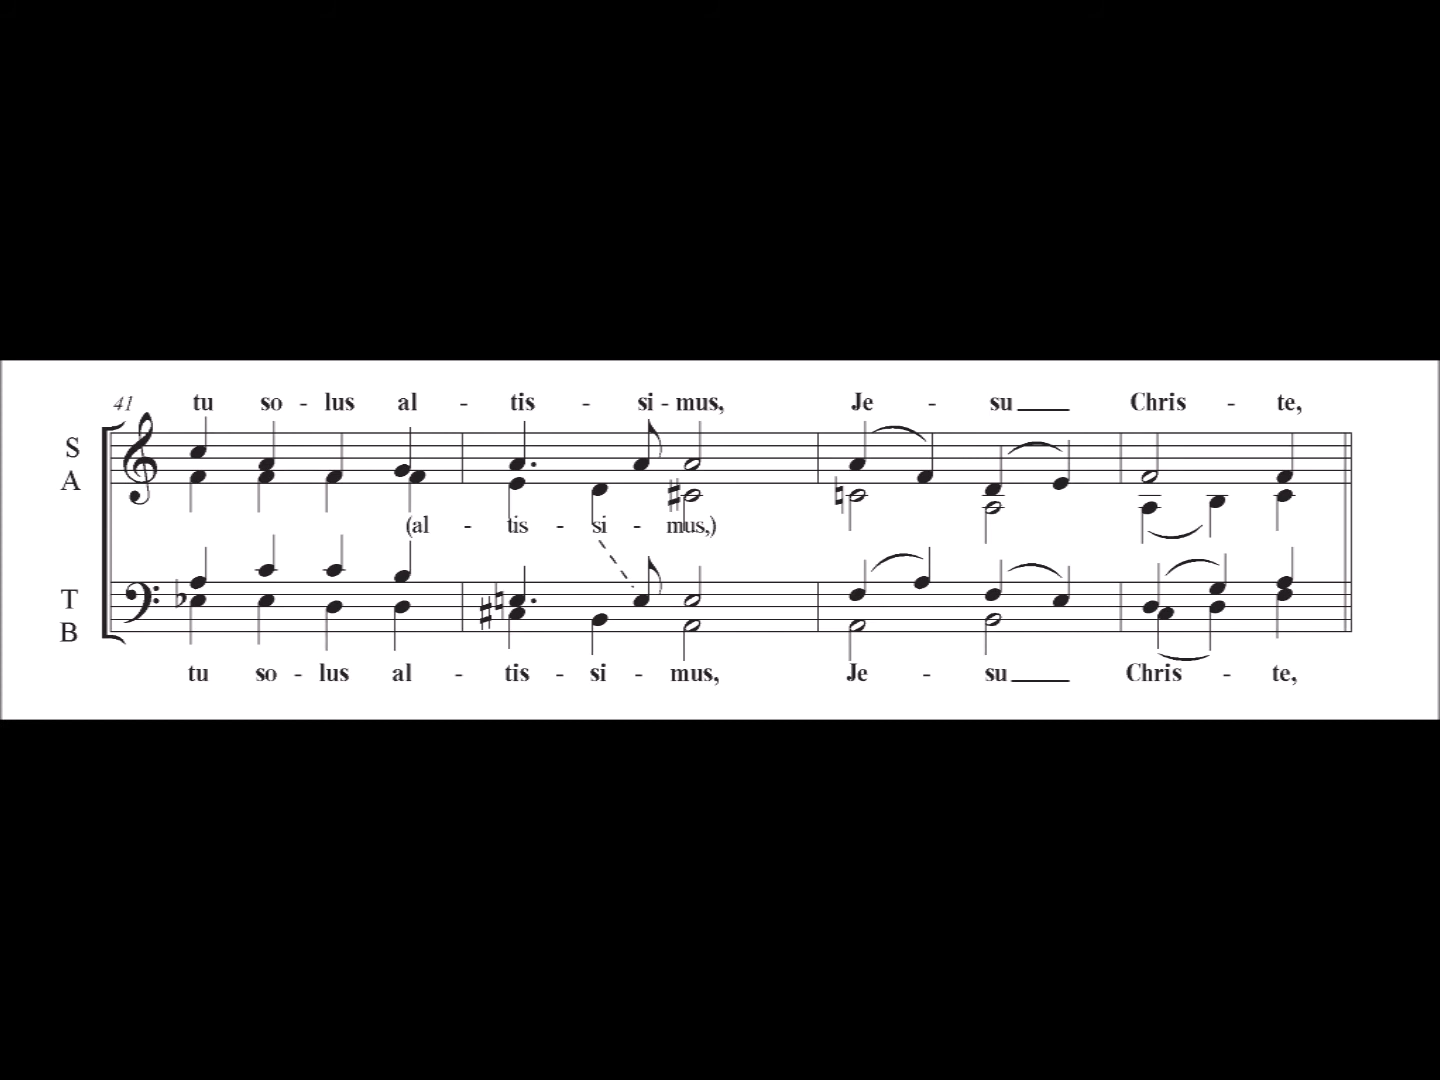 tu so - lus al - tis - si - mus, Je - su Chris - te,
41
S
A
(al - tis - si - mus,)
T
B
tu so - lus al - tis - si - mus, Je - su Chris - te,